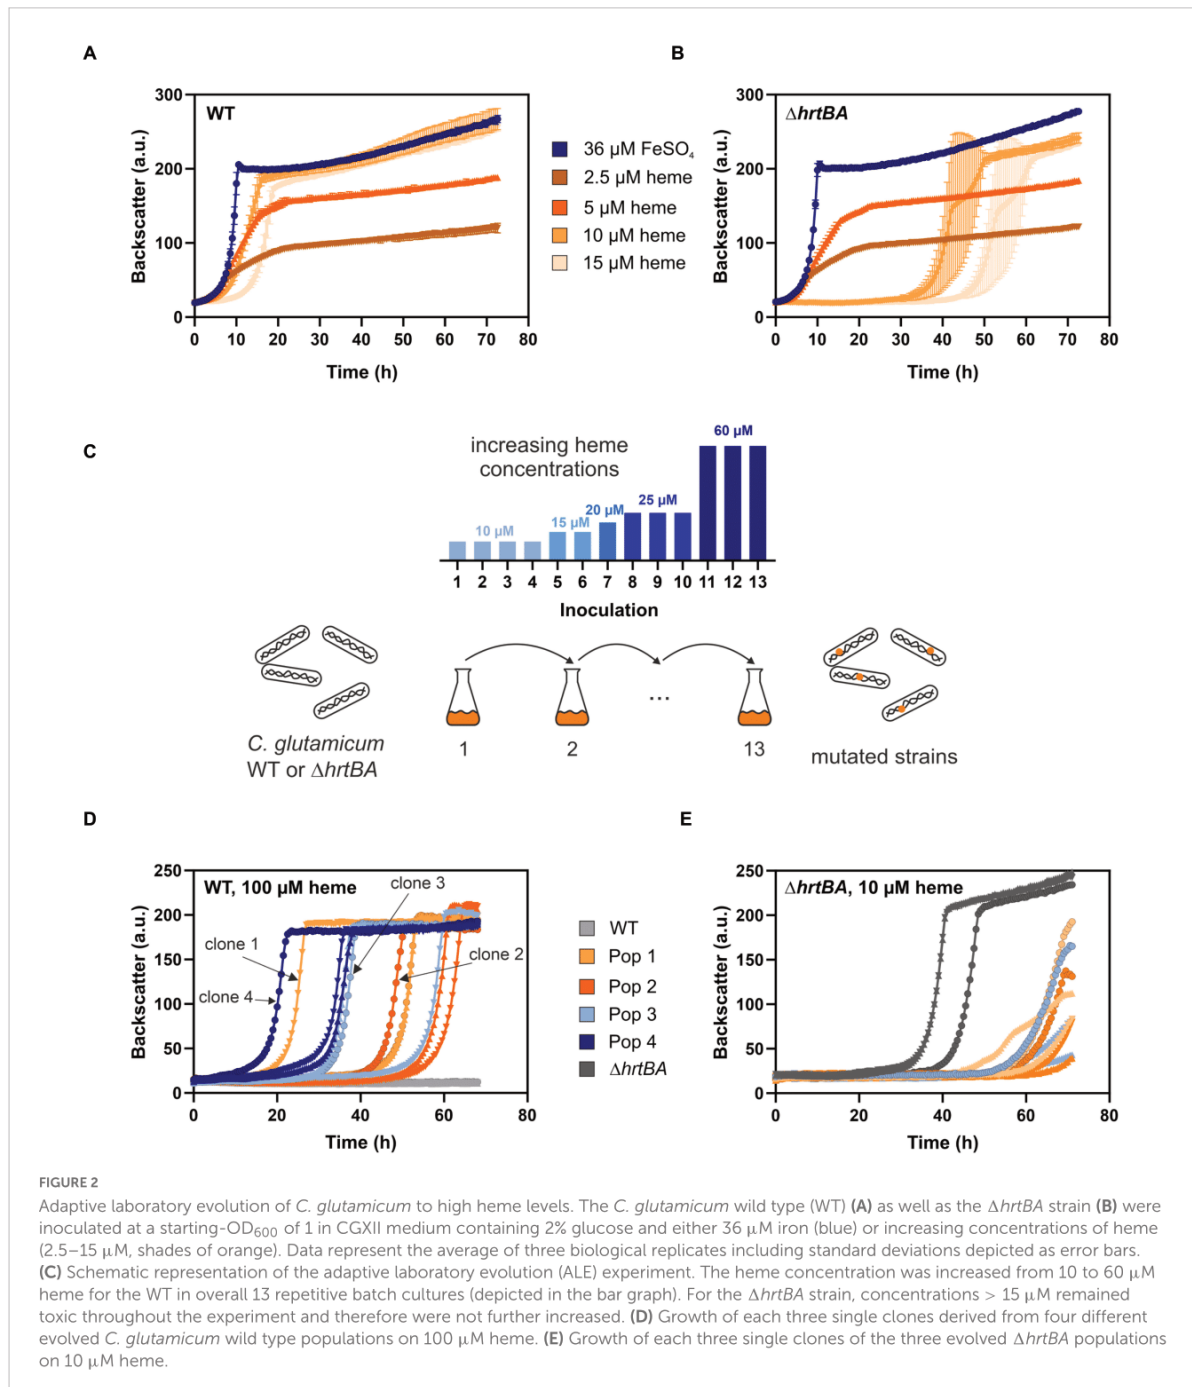 A
B
300
200
100
0
Backscatter (a.u.)
WT
0 10 20 30 40 50 60 70 80
Time (h)
36 µM FeSO₄
2.5 µM heme
5 µM heme
10 µM heme
15 µM heme
300
200
100
0
Backscatter (a.u.)
ΔhrtBA
0 10 20 30 40 50 60 70 80
Time (h)
C
increasing heme
concentrations
10 µM
15 µM
20 µM
25 µM
60 µM
1 2 3 4 5 6 7 8 9 10 11 12 13
Inoculation
C. glutamicum
WT or ΔhrtBA
1
2
...
13
mutated strains
D
E
250
200
150
100
50
0
Backscatter (a.u.)
WT, 100 µM heme
clone 3
clone 1
clone 2
clone 4
0 20 40 60 80
Time (h)
WT
Pop 1
Pop 2
Pop 3
Pop 4
ΔhrtBA
250
200
150
100
50
0
Backscatter (a.u.)
ΔhrtBA, 10 µM heme
0 20 40 60 80
Time (h)
FIGURE 2
Adaptive laboratory evolution of C. glutamicum to high heme levels. The C. glutamicum wild type (WT) (A) as well as the ΔhrtBA strain (B) were
inoculated at a starting-OD₆₀₀ of 1 in CGXII medium containing 2% glucose and either 36 µM iron (blue) or increasing concentrations of heme
(2.5–15 µM, shades of orange). Data represent the average of three biological replicates including standard deviations depicted as error bars.
(C) Schematic representation of the adaptive laboratory evolution (ALE) experiment. The heme concentration was increased from 10 to 60 µM
heme for the WT in overall 13 repetitive batch cultures (depicted in the bar graph). For the ΔhrtBA strain, concentrations > 15 µM remained
toxic throughout the experiment and therefore were not further increased. (D) Growth of each three single clones derived from four different
evolved C. glutamicum wild type populations on 100 µM heme. (E) Growth of each three single clones of the three evolved ΔhrtBA populations
on 10 µM heme.